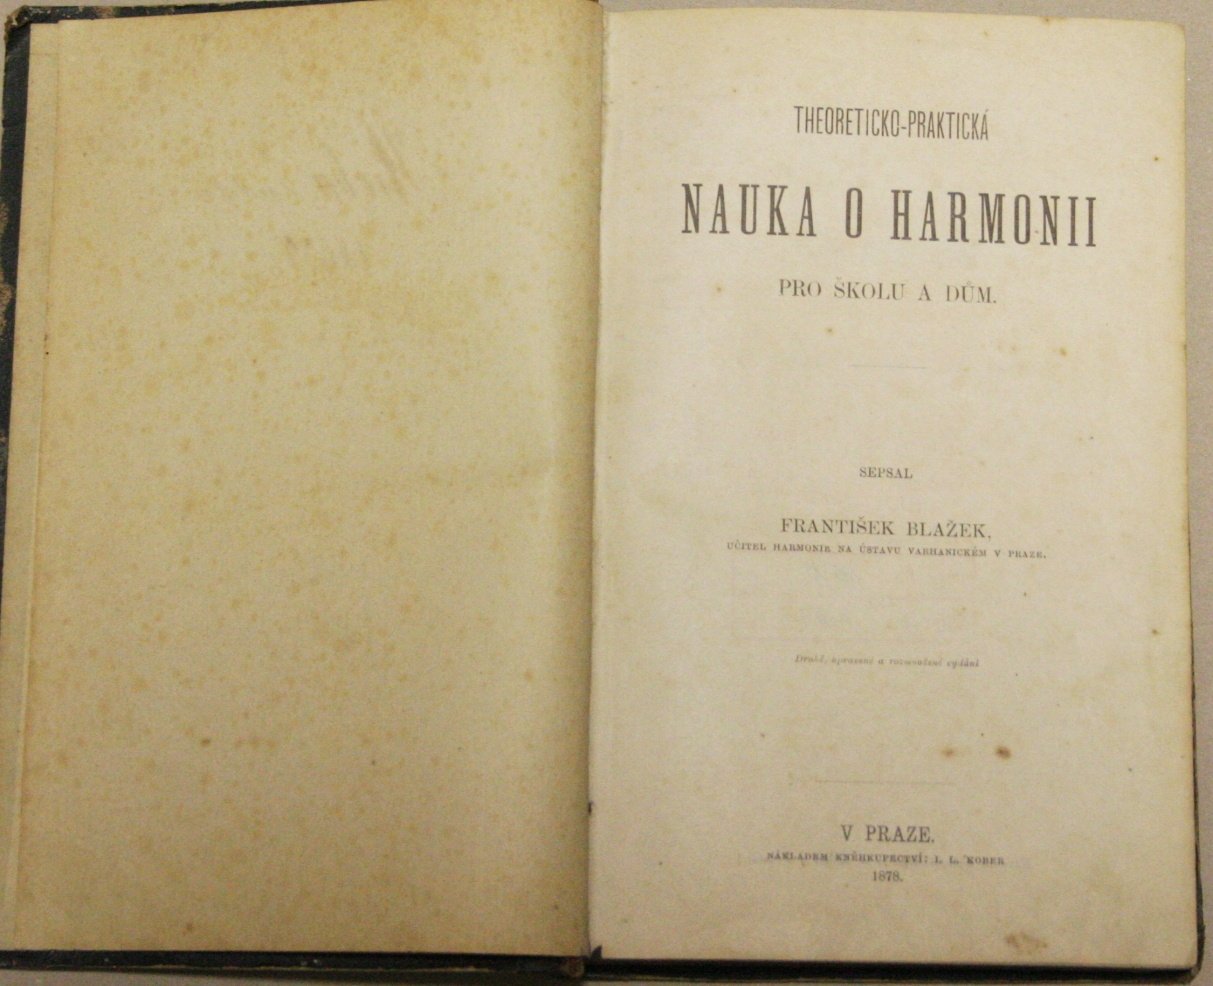 THEORETICKO-PRAKTICKÁ
NAUKA O HARMONII
PRO ŠKOLU A DŮM.
SEPSAL
FRANTIŠEK BLAŽEK,
UČITEL HARMONIE NA ÚSTAVU VARHANICKÉM V PRAZE.
Druhé, opravené a rozmnožené vydání
V PRAZE.
NÁKLADEM KNĚHKUPECTVÍ: I. L. KOBER
1878.